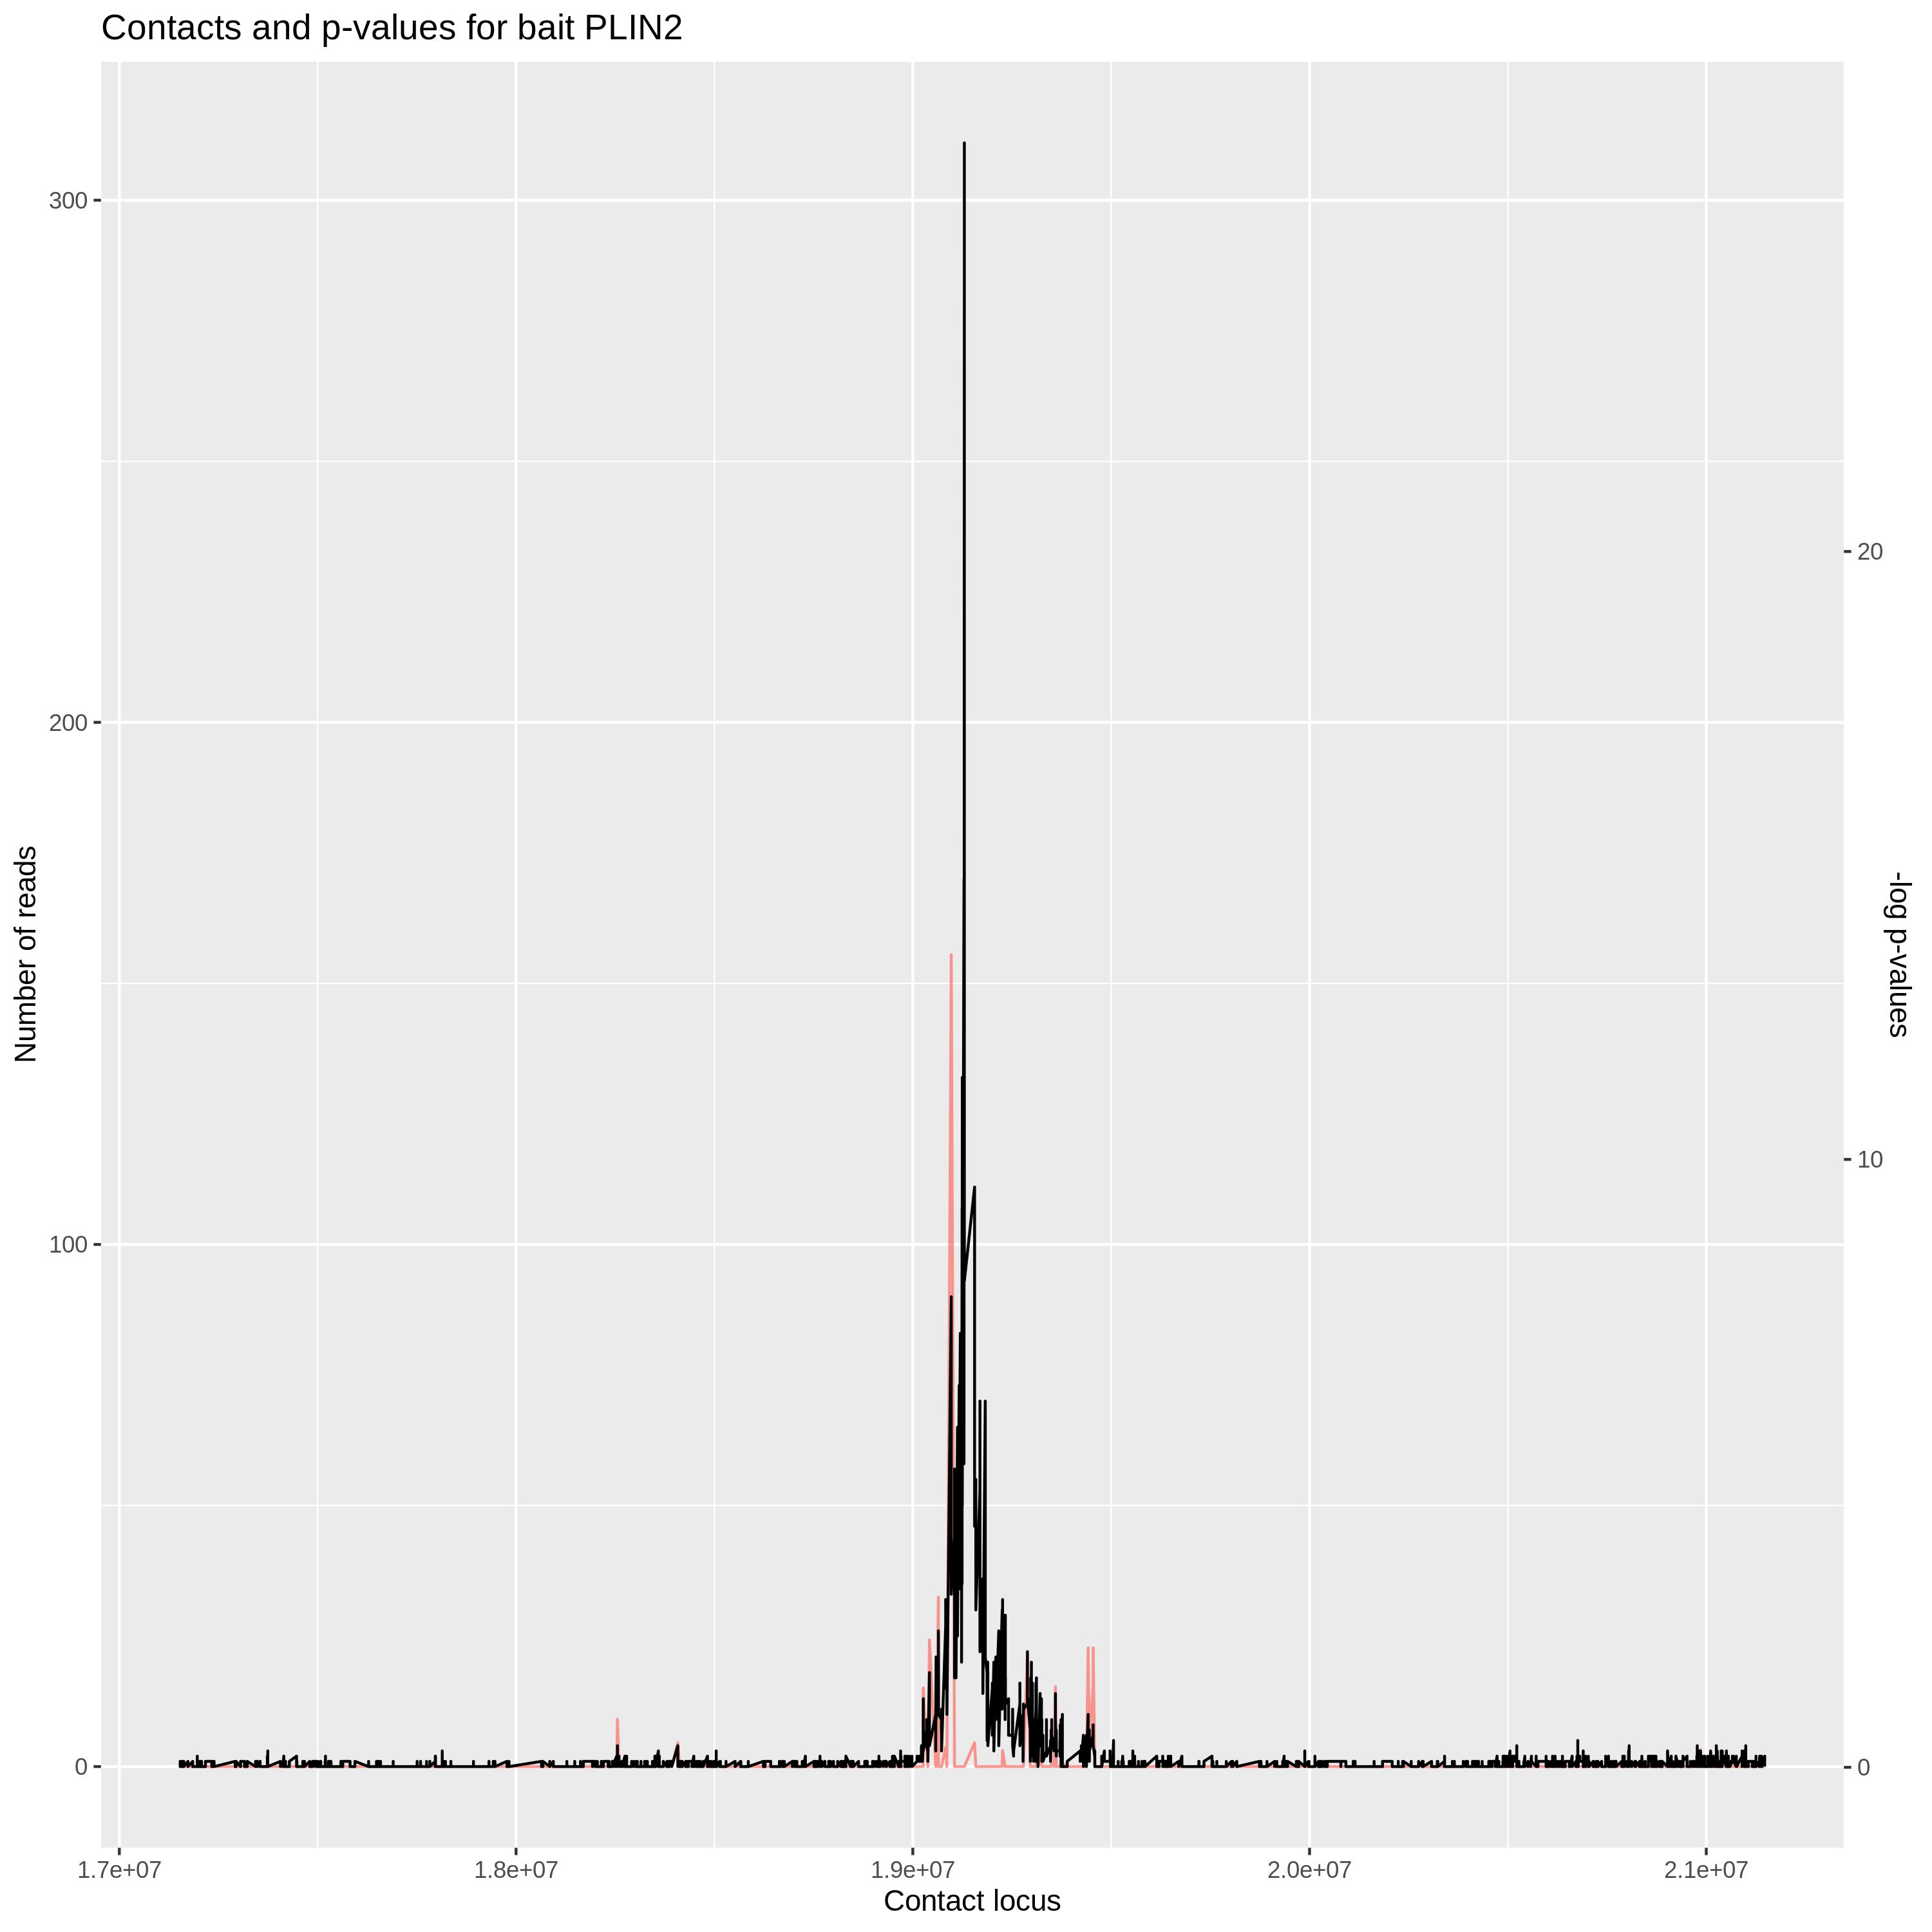 Contacts and p-values for bait PLIN2
300
200
100
0
Number of reads
20
10
0
-log p-values
1.7e+07
1.8e+07
1.9e+07
2.0e+07
2.1e+07
Contact locus